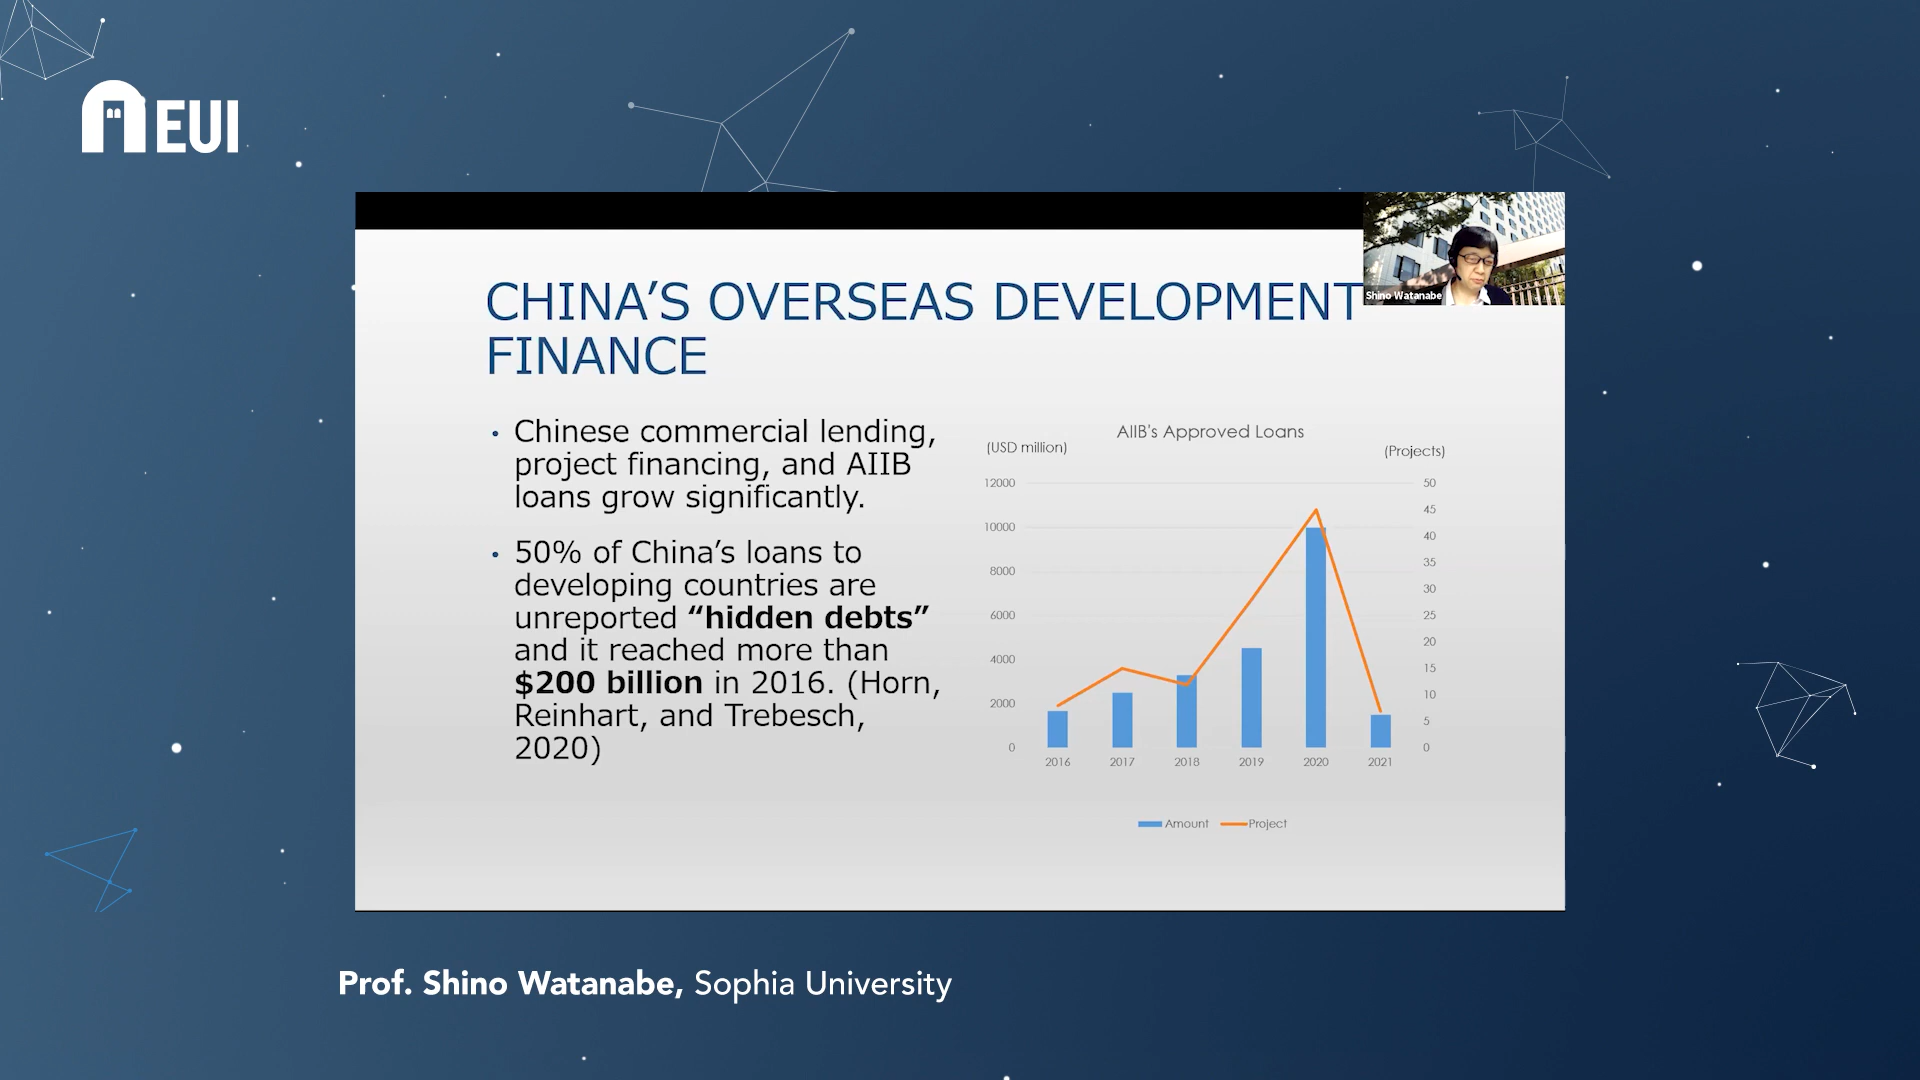 EUI
Shino Watanabe
CHINA’S OVERSEAS DEVELOPMENT
FINANCE
• Chinese commercial lending,
project financing, and AIIB
loans grow significantly.
• 50% of China’s loans to
developing countries are
unreported “hidden debts”
and it reached more than
$200 billion in 2016. (Horn,
Reinhart, and Trebesch,
2020)
AIIB's Approved Loans
(USD million)
(Projects)
12000
10000
8000
6000
4000
2000
0
50
45
40
35
30
25
20
15
10
5
0
2016 2017 2018 2019 2020 2021
Amount Project
Prof. Shino Watanabe, Sophia University